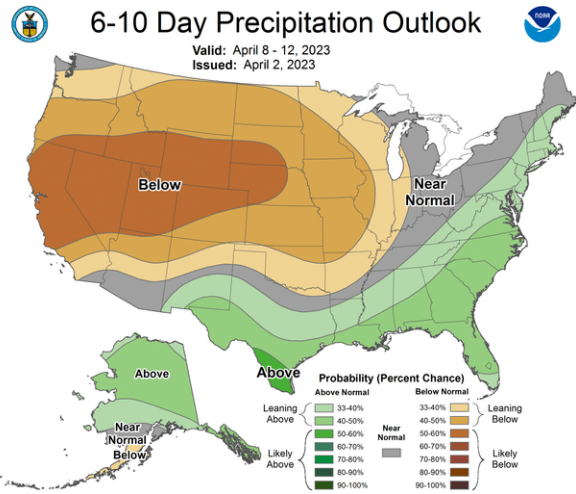 6-10 Day Precipitation Outlook
NOAA
Valid: April 8 - 12, 2023
Issued: April 2, 2023
Below
Near
Normal
Above
Above
Near
Normal
Below
Probability (Percent Chance)
Above Normal
Below Normal
Leaning
Above
33-40%
40-50%
50-60%
60-70%
70-80%
80-90%
90-100%
Likely
Above
Near
Normal
33-40%
40-50%
50-60%
60-70%
70-80%
80-90%
90-100%
Leaning
Below
Likely
Below